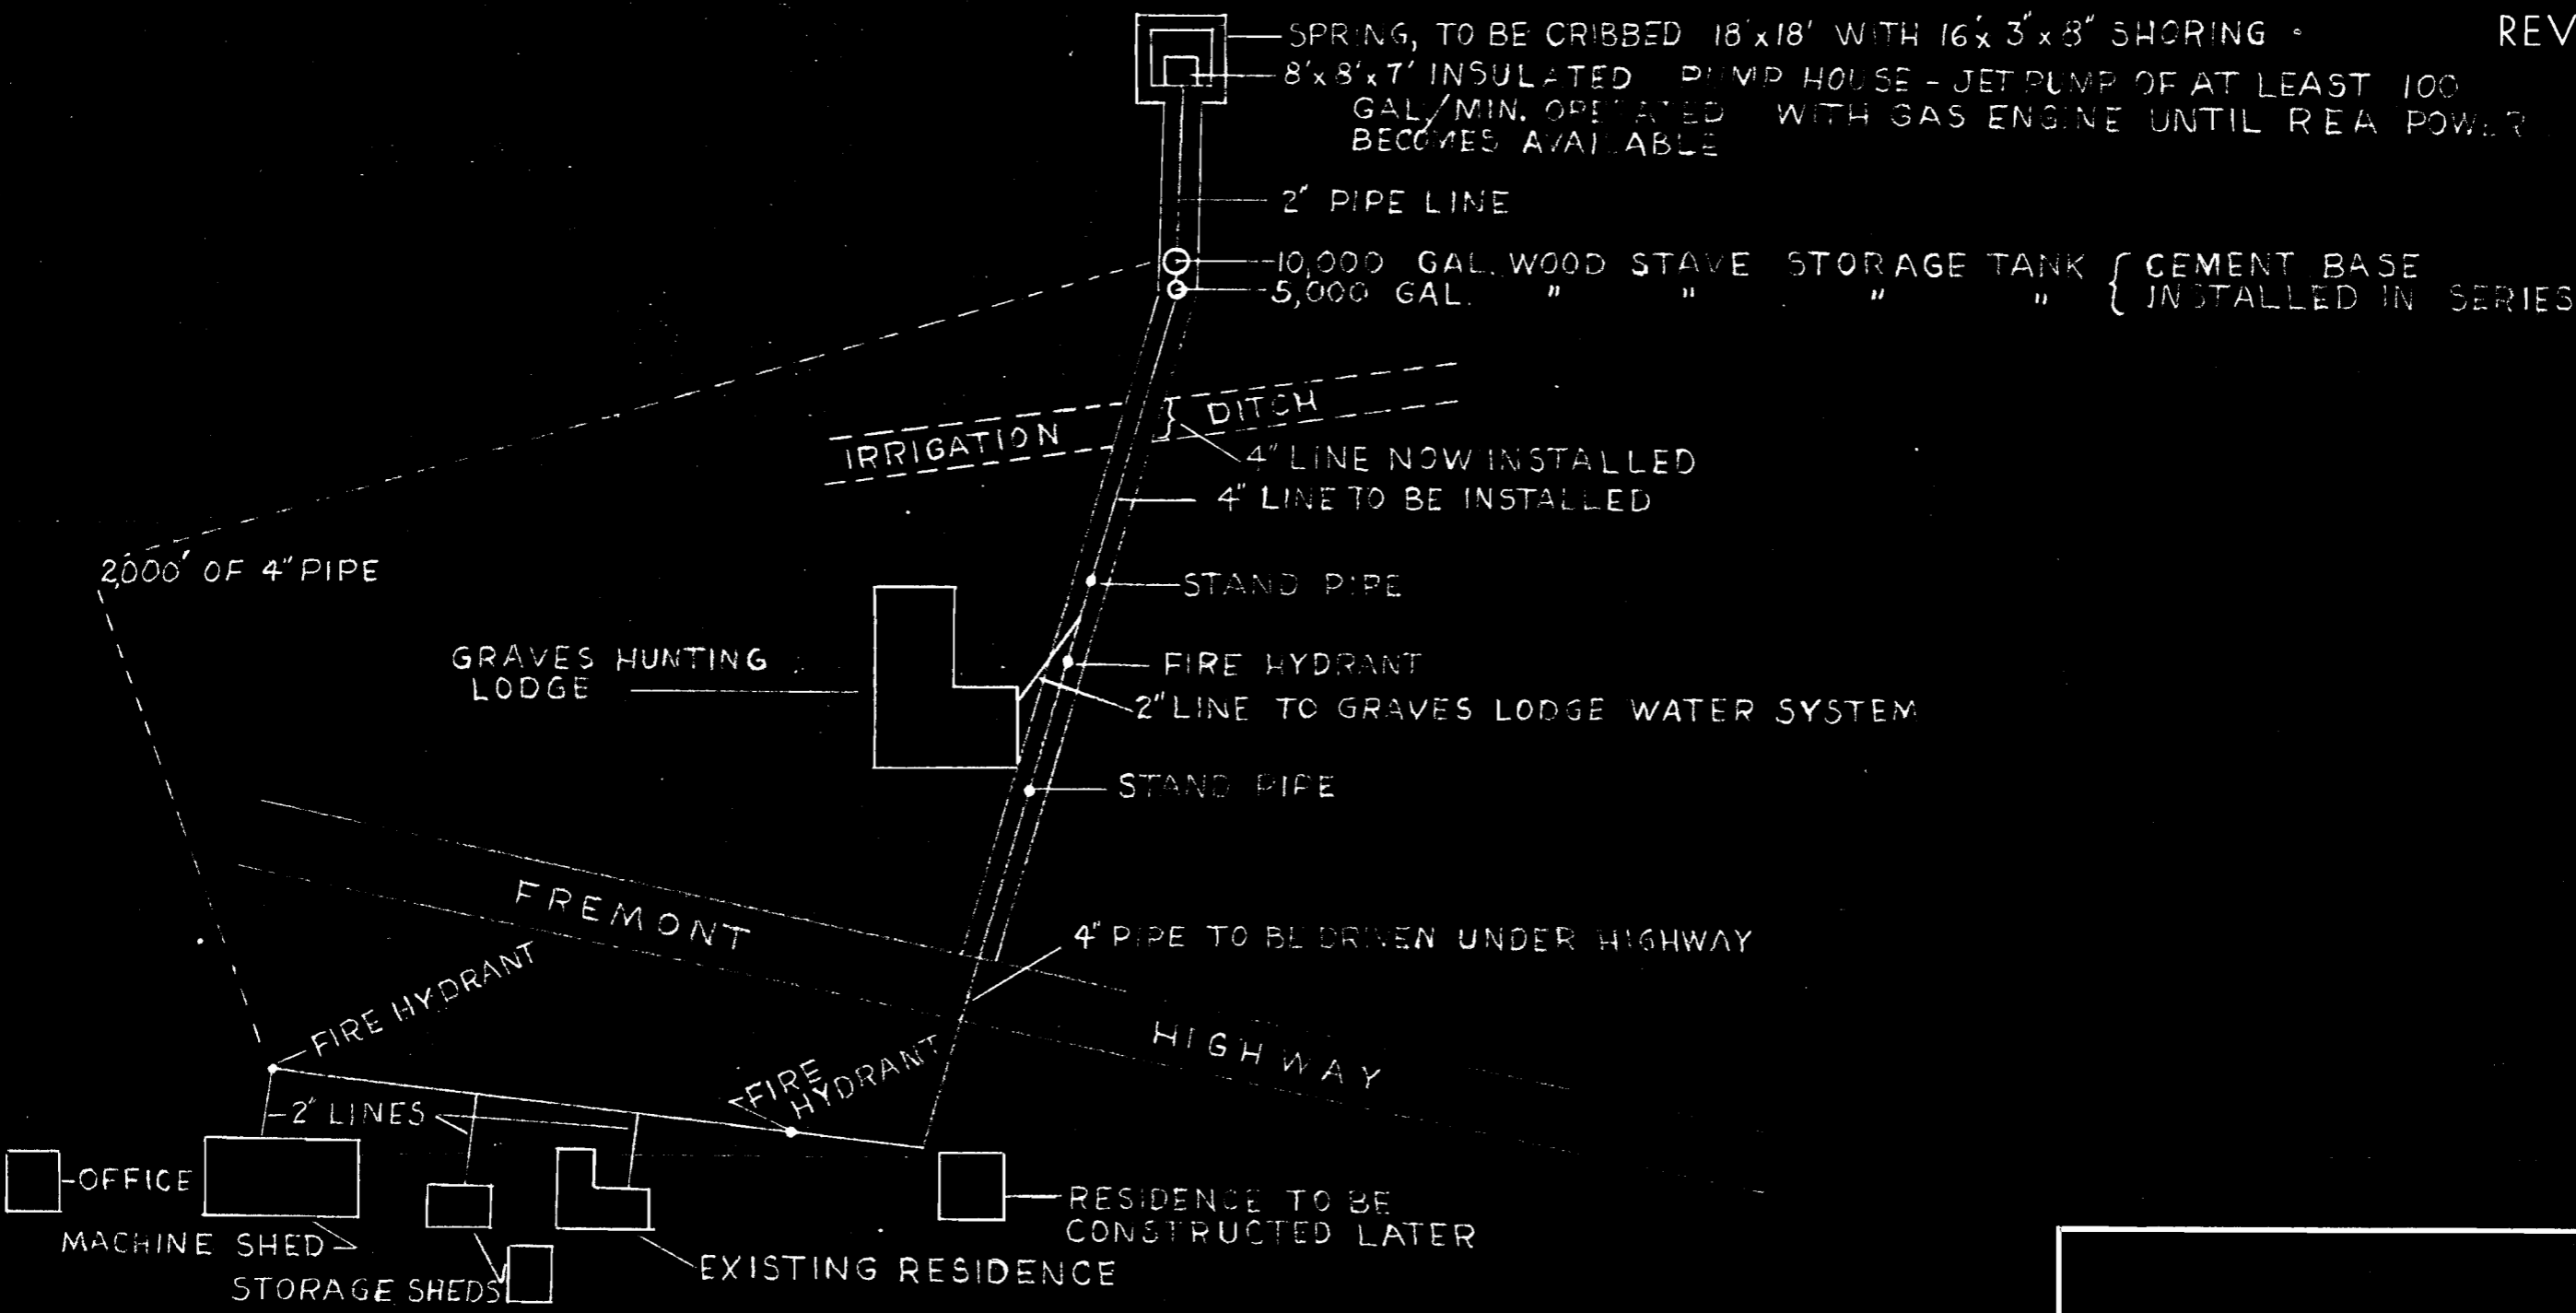 SPRING, TO BE CRIBBED 18'x18' WITH 16'x 3"x 8" SHORING
REV
8'x 8'x 7' INSULATED PUMP HOUSE - JET PUMP OF AT LEAST 100
GAL/MIN. OPERATED WITH GAS ENGINE UNTIL REA POWER
BECOMES AVAILABLE
2" PIPE LINE
10,000 GAL. WOOD STAVE STORAGE TANK { CEMENT BASE
5,000 GAL. " " " " { INSTALLED IN SERIES
IRRIGATION } DITCH
4" LINE NOW INSTALLED
4" LINE TO BE INSTALLED
2,000' OF 4" PIPE
STAND PIPE
GRAVES HUNTING
LODGE
FIRE HYDRANT
2" LINE TO GRAVES LODGE WATER SYSTEM
STAND PIPE
FREMONT HIGHWAY
4" PIPE TO BE DRIVEN UNDER HIGHWAY
FIRE HYDRANT
FIRE
HYDRANT
2" LINES
OFFICE
MACHINE SHED
STORAGE SHEDS
EXISTING RESIDENCE
RESIDENCE TO BE
CONSTRUCTED LATER